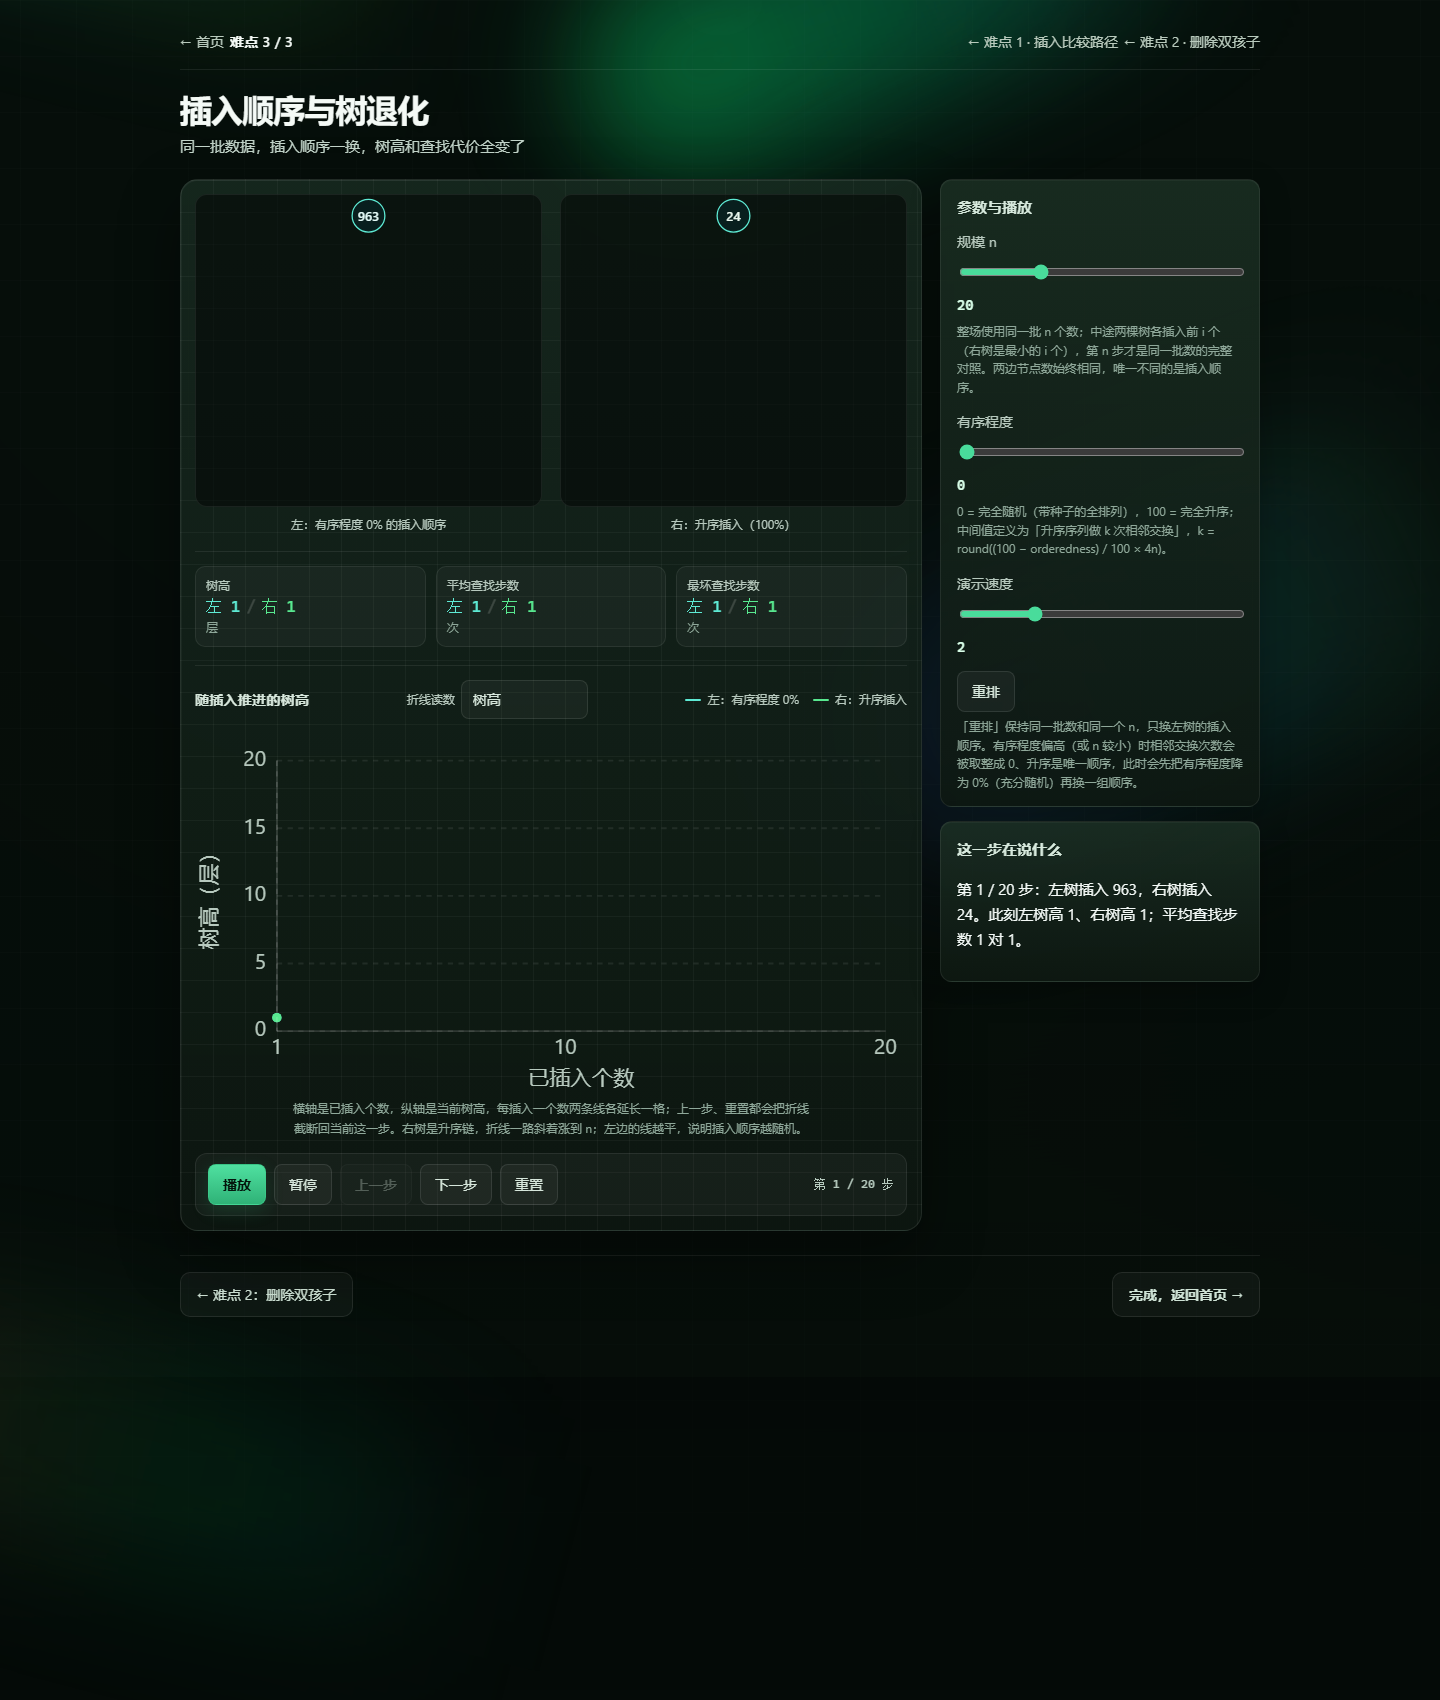 ← 首页 难点 3 / 3
← 难点 1 · 插入比较路径 ← 难点 2 · 删除双孩子
插入顺序与树退化
同一批数据，插入顺序一换，树高和查找代价全变了
963
24
左：有序程度 0% 的插入顺序
右：升序插入（100%）
树高
左 1 / 右 1
层
平均查找步数
左 1 / 右 1
次
最坏查找步数
左 1 / 右 1
次
随插入推进的树高
折线读数 树高
左：有序程度 0% 右：升序插入
20
15
10
5
0
树高（层）
1 10 20
已插入个数
横轴是已插入个数，纵轴是当前树高，每插入一个数两条线各延长一格；上一步、重置都会把折线
截断回当前这一步。右树是升序链，折线一路斜着涨到 n；左边的线越平，说明插入顺序越随机。
播放 暂停 上一步 下一步 重置 第 1 / 20 步
参数与播放
规模 n
20
整场使用同一批 n 个数；中途两棵树各插入前 i 个
（右树是最小的 i 个），第 n 步才是同一批数的完整
对照。两边节点数始终相同，唯一不同的是插入顺
序。
有序程度
0
0 = 完全随机（带种子的全排列），100 = 完全升序；
中间值定义为「升序序列做 k 次相邻交换」，k =
round((100 − orderedness) / 100 × 4n)。
演示速度
2
重排
「重排」保持同一批数和同一个 n，只换左树的插入
顺序。有序程度偏高（或 n 较小）时相邻交换次数会
被取整成 0、升序是唯一顺序，此时会先把有序程度降
为 0%（充分随机）再换一组顺序。
这一步在说什么
第 1 / 20 步：左树插入 963，右树插入
24。此刻左树高 1、右树高 1；平均查找步
数 1 对 1。
← 难点 2：删除双孩子
完成，返回首页 →